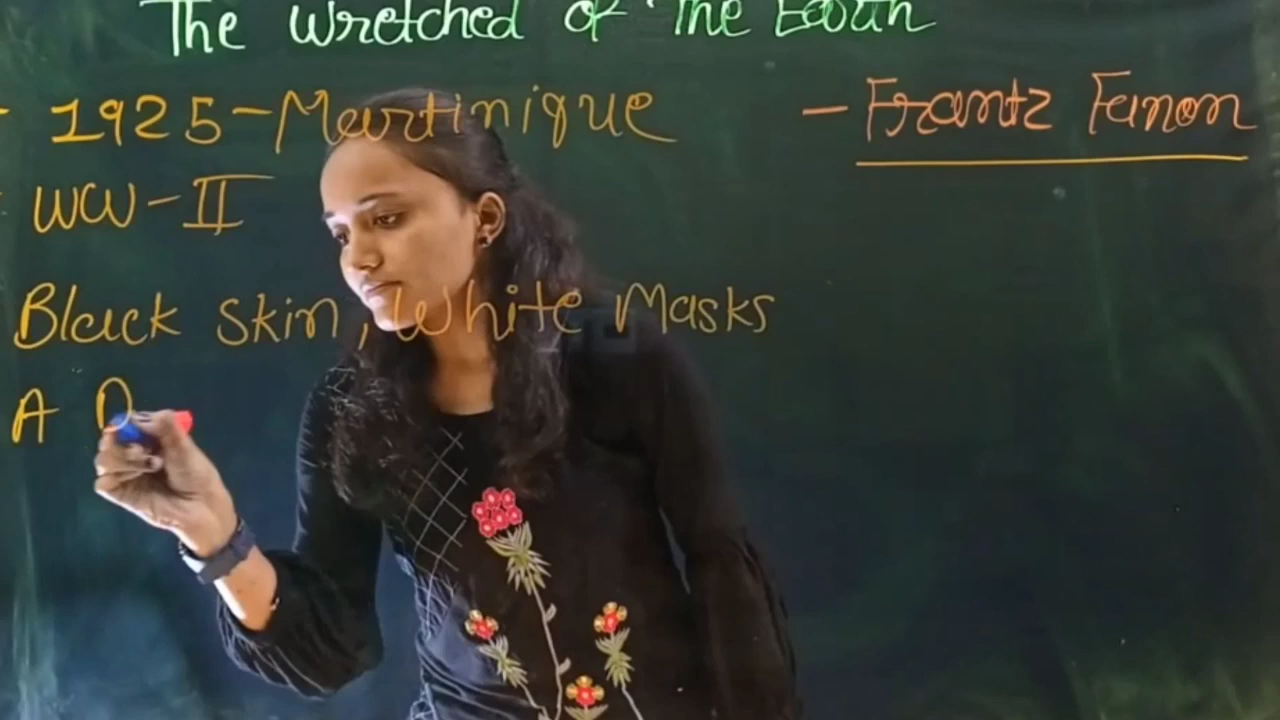 The Wretched of The Earth
- 1925-Martinique
- Frantz Fanon
- WW-II
Black Skin, White Masks
A D